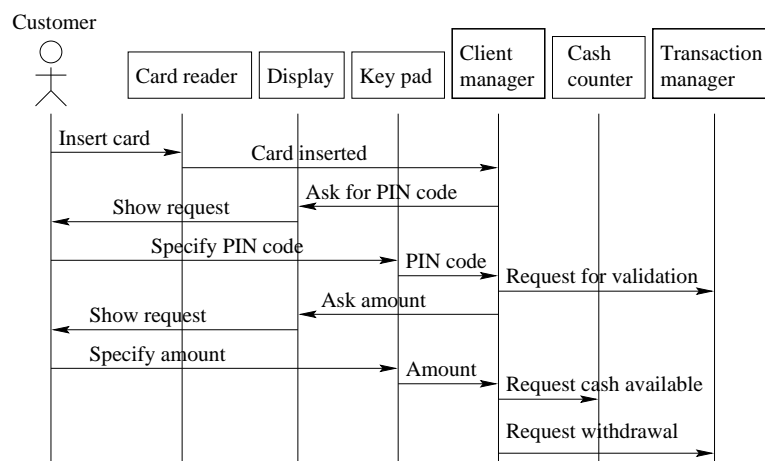 Customer
Card reader
Display
Key pad
Client
manager
Cash
counter
Transaction
manager
Insert card
Card inserted
Ask for PIN code
Show request
Specify PIN code
PIN code
Request for validation
Ask amount
Show request
Specify amount
Amount
Request cash available
Request withdrawal